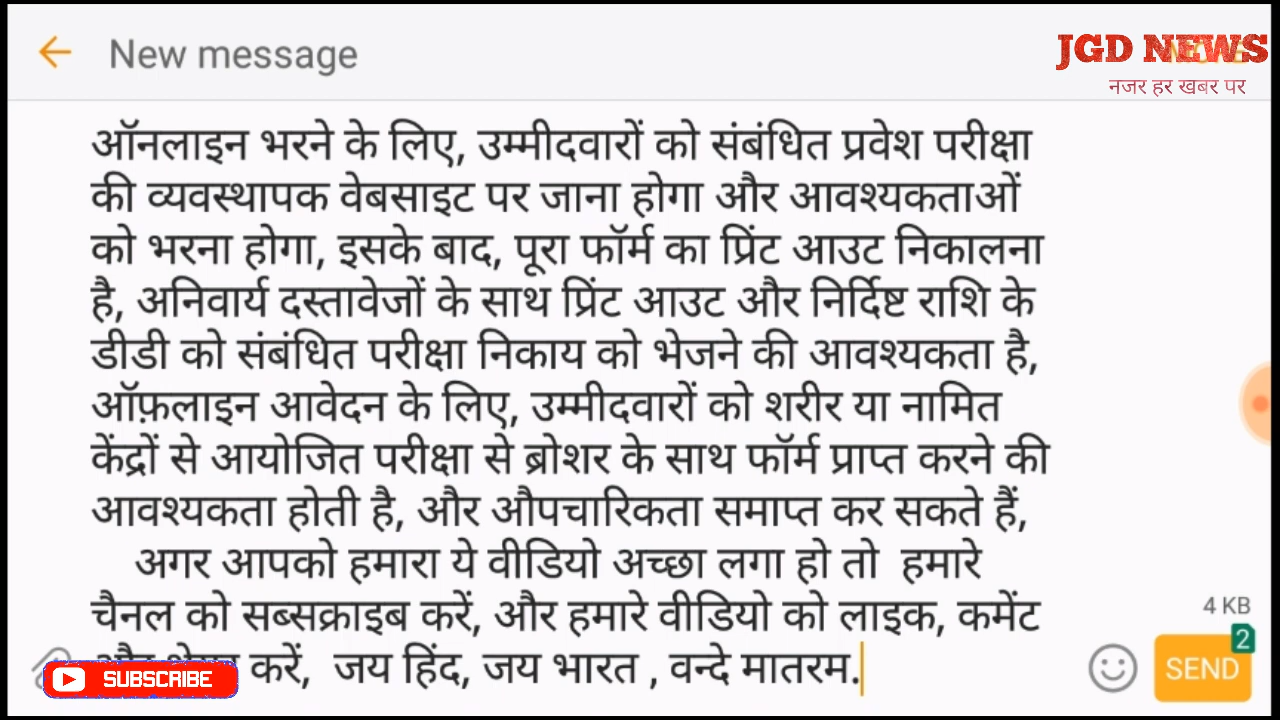 New message
JGD NEWS
नजर हर खबर पर
ऑनलाइन भरने के लिए, उम्मीदवारों को संबंधित प्रवेश परीक्षा
की व्यवस्थापक वेबसाइट पर जाना होगा और आवश्यकताओं
को भरना होगा, इसके बाद, पूरा फॉर्म का प्रिंट आउट निकालना
है, अनिवार्य दस्तावेजों के साथ प्रिंट आउट और निर्दिष्ट राशि के
डीडी को संबंधित परीक्षा निकाय को भेजने की आवश्यकता है,
ऑफ़लाइन आवेदन के लिए, उम्मीदवारों को शरीर या नामित
केंद्रों से आयोजित परीक्षा से ब्रोशर के साथ फॉर्म प्राप्त करने की
आवश्यकता होती है, और औपचारिकता समाप्त कर सकते हैं,
अगर आपको हमारा ये वीडियो अच्छा लगा हो तो हमारे
चैनल को सब्सक्राइब करें, और हमारे वीडियो को लाइक, कमेंट
करें, जय हिंद, जय भारत , वन्दे मातरम.
SUBSCRIBE
4 KB
2
SEND